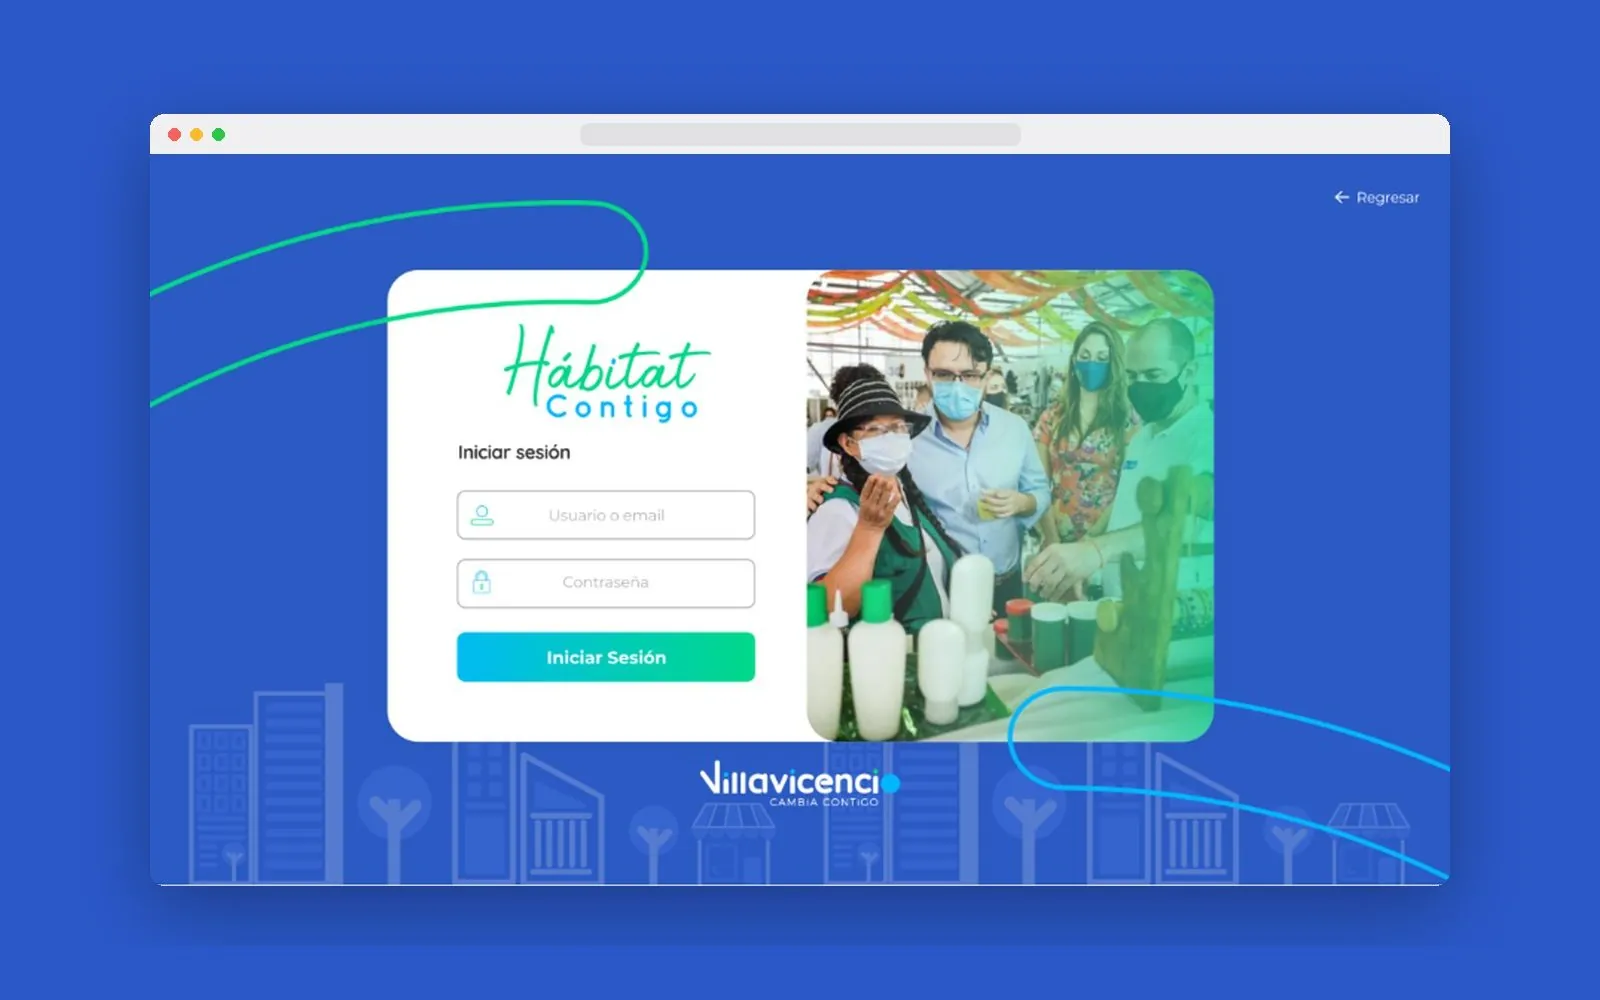 Regresar
Hábitat
Contigo
Iniciar sesión
Usuario o email
Contraseña
Iniciar Sesión
Villavicencio
CAMBIA CONTIGO